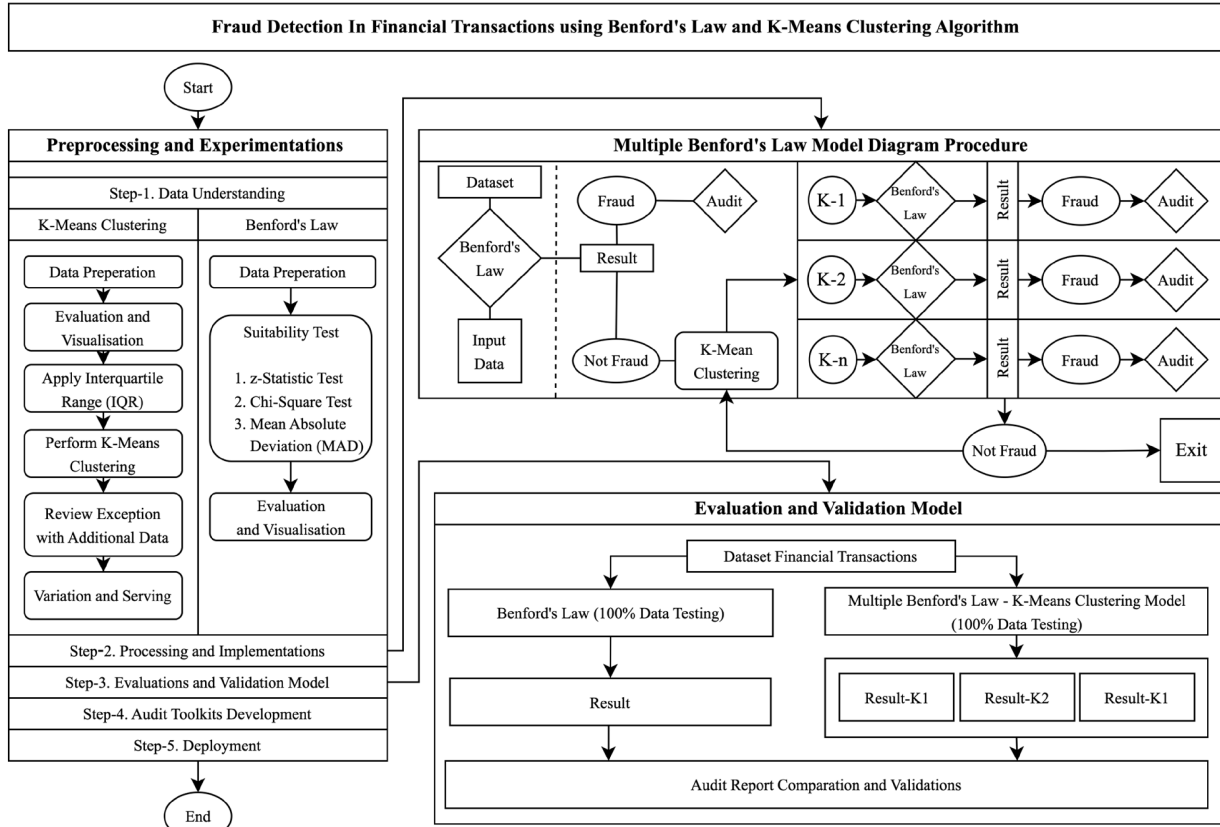 Fraud Detection In Financial Transactions using Benford's Law and K-Means Clustering Algorithm
Start
Preprocessing and Experimentations
Step-1. Data Understanding
K-Means Clustering
Benford's Law
Data Preperation
Evaluation and
Visualisation
Apply Interquartile
Range (IQR)
Perform K-Means
Clustering
Review Exception
with Additional Data
Variation and Serving
Data Preperation
Suitability Test
1. z-Statistic Test
2. Chi-Square Test
3. Mean Absolute
Deviation (MAD)
Evaluation
and Visualisation
Step-2. Processing and Implementations
Step-3. Evaluations and Validation Model
Step-4. Audit Toolkits Development
Step-5. Deployment
End
Multiple Benford's Law Model Diagram Procedure
Dataset
Benford's
Law
Input
Data
Fraud
Audit
Result
Not Fraud
K-Mean
Clustering
K-1
Benford's
Law
Result
Fraud
Audit
K-2
Benford's
Law
Result
Fraud
Audit
K-n
Benford's
Law
Result
Fraud
Audit
Not Fraud
Exit
Evaluation and Validation Model
Dataset Financial Transactions
Benford's Law (100% Data Testing)
Result
Multiple Benford's Law - K-Means Clustering Model
(100% Data Testing)
Result-K1
Result-K2
Result-K1
Audit Report Comparation and Validations